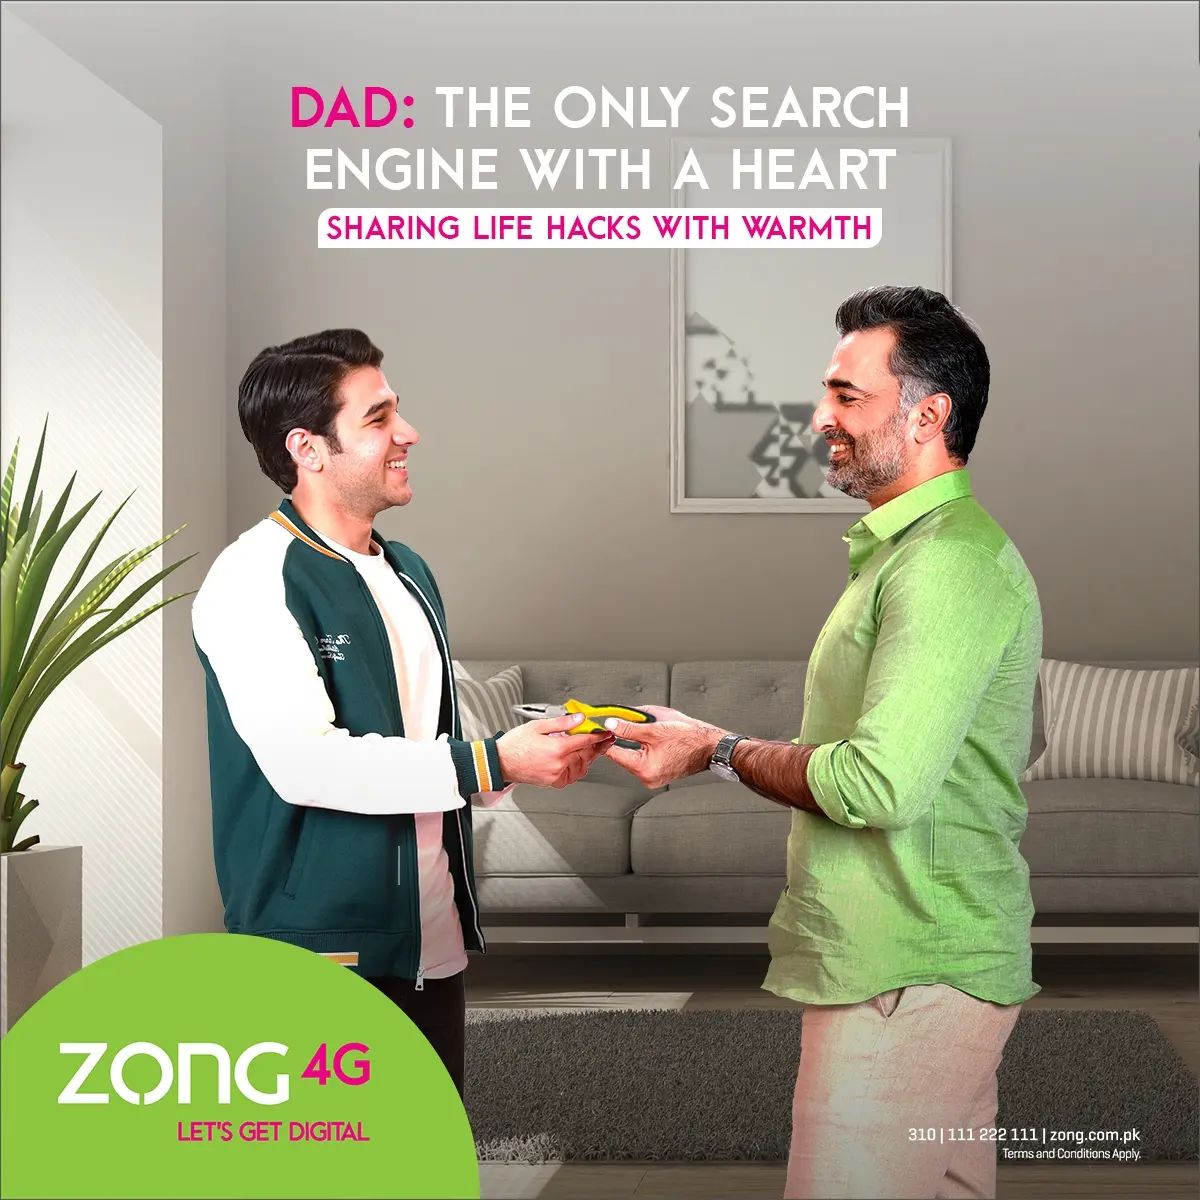 DAD: THE ONLY SEARCH
ENGINE WITH A HEART
SHARING LIFE HACKS WITH WARMTH
ZONG 4G
LET'S GET DIGITAL
310 | 111 222 111 | zong.com.pk
Terms and Conditions Apply.